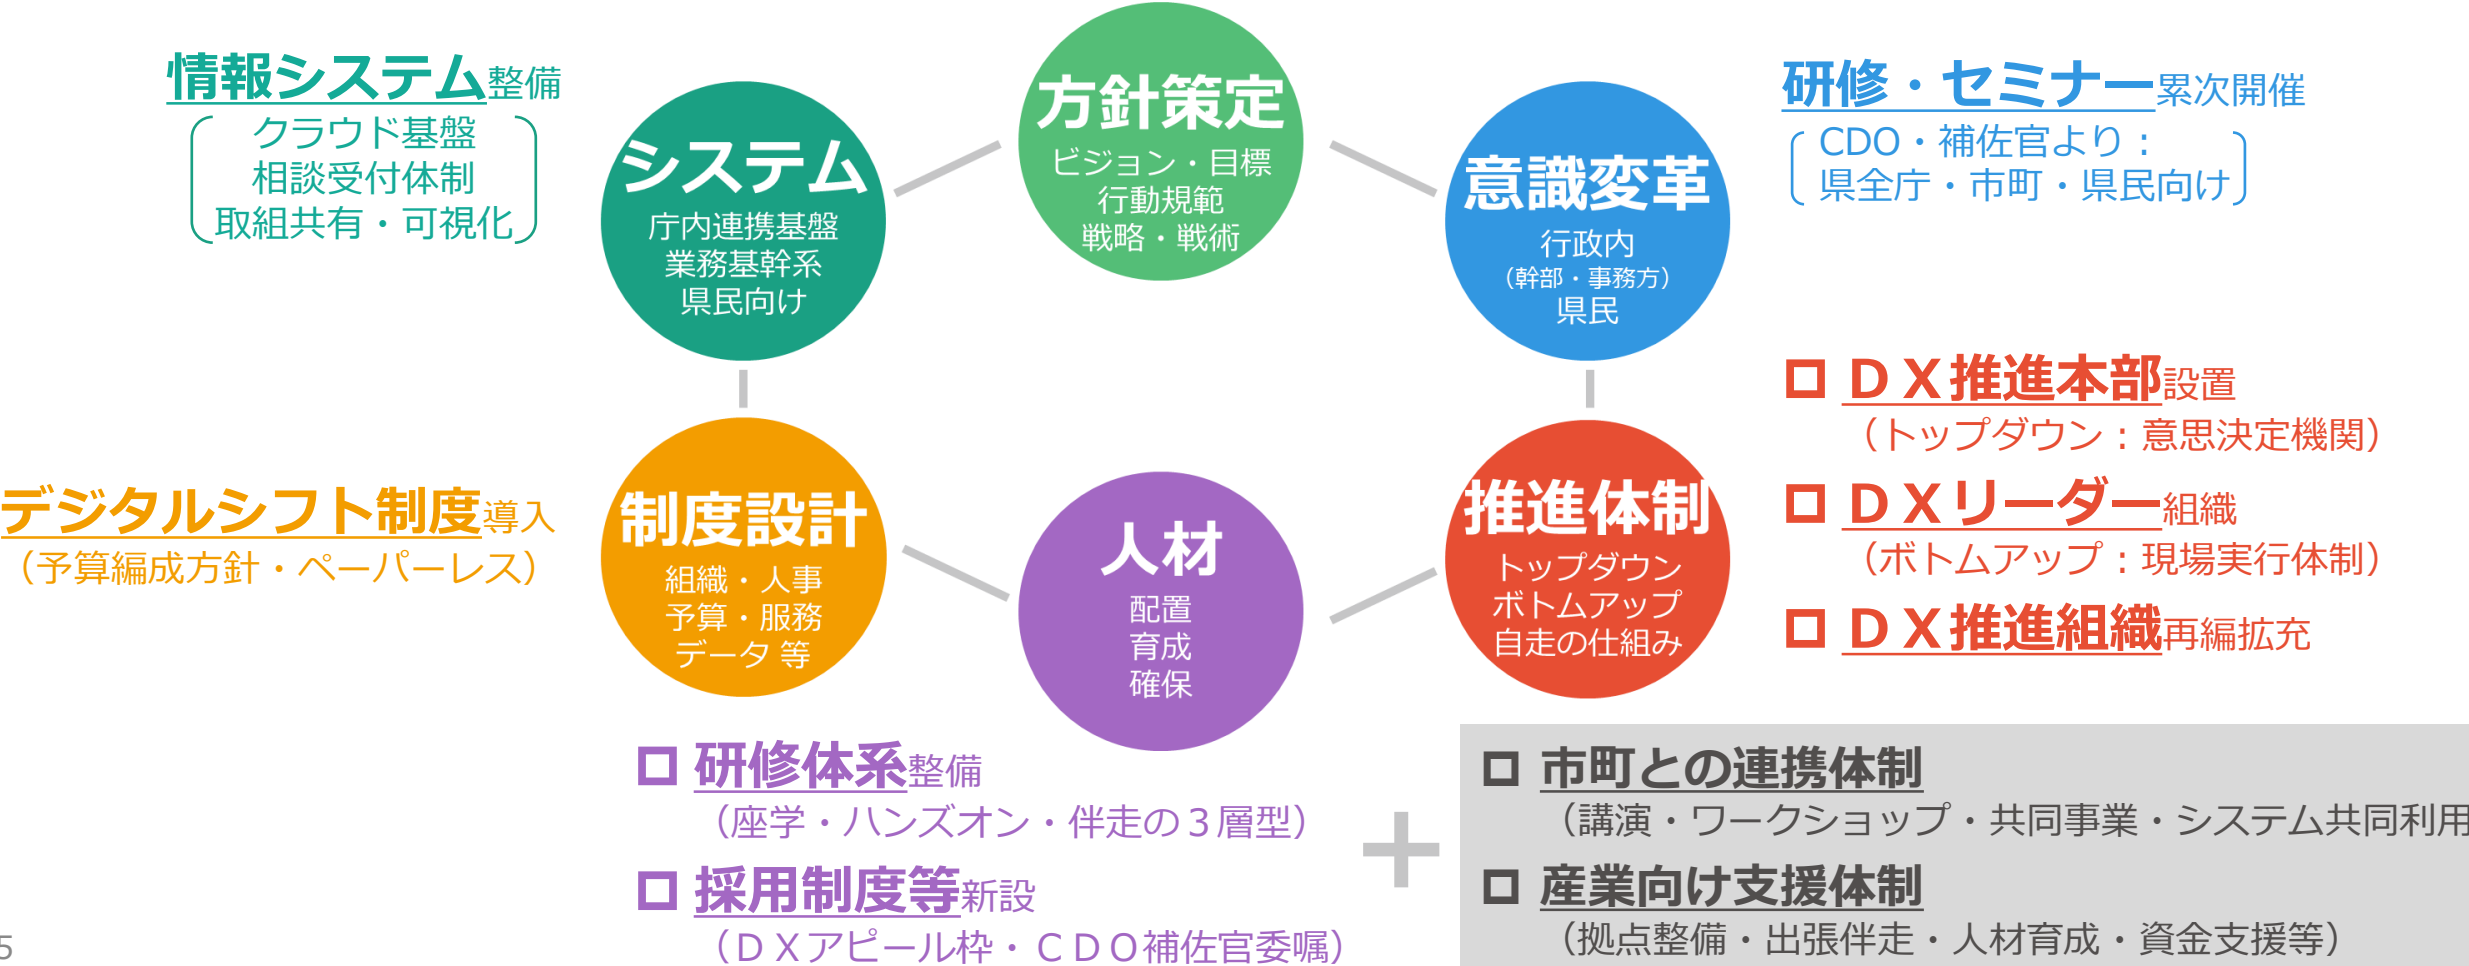 情報システム整備
クラウド基盤
相談受付体制
取組共有・可視化
システム
庁内連携基盤
業務基幹系
県民向け
方針策定
ビジョン・目標
行動規範
戦略・戦術
意識変革
行政内
（幹部・事務方）
県民
研修・セミナー累次開催
CDO・補佐官より：
県全庁・市町・県民向け
デジタルシフト制度導入
（予算編成方針・ペーパーレス）
制度設計
組織・人事
予算・服務
データ 等
人材
配置
育成
確保
推進体制
トップダウン
ボトムアップ
自走の仕組み
ＤＸ推進本部設置
（トップダウン：意思決定機関）
ＤＸリーダー組織
（ボトムアップ：現場実行体制）
ＤＸ推進組織再編拡充
研修体系整備
（座学・ハンズオン・伴走の３層型）
採用制度等新設
（ＤＸアピール枠・ＣＤＯ補佐官委嘱）
＋
市町との連携体制
（講演・ワークショップ・共同事業・システム共同利用
産業向け支援体制
（拠点整備・出張伴走・人材育成・資金支援等）
5